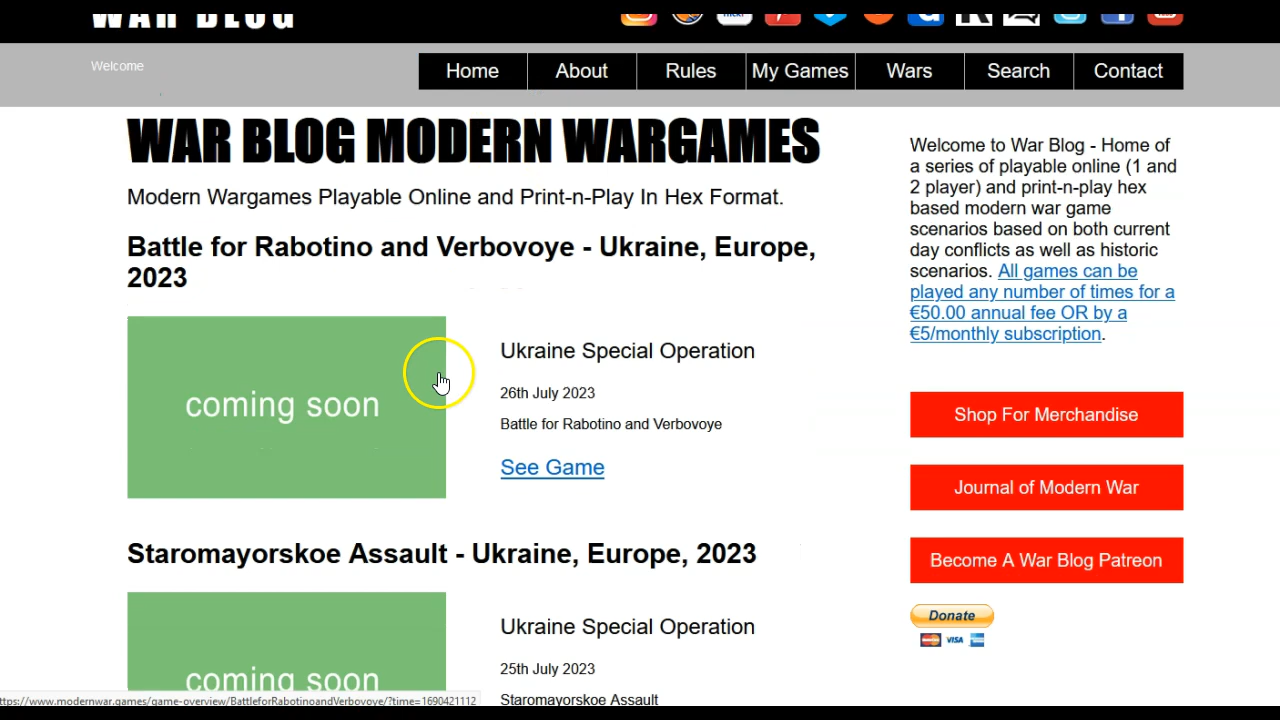 WAR BLOG
flickr
Welcome
Home
About
Rules
My Games
Wars
Search
Contact
WAR BLOG MODERN WARGAMES
Modern Wargames Playable Online and Print-n-Play In Hex Format.
Battle for Rabotino and Verbovoye - Ukraine, Europe,
2023
coming soon
Ukraine Special Operation
26th July 2023
Battle for Rabotino and Verbovoye
See Game
Staromayorskoe Assault - Ukraine, Europe, 2023
coming soon
Ukraine Special Operation
25th July 2023
Staromayorskoe Assault
Welcome to War Blog - Home of
a series of playable online (1 and
2 player) and print-n-play hex
based modern war game
scenarios based on both current
day conflicts as well as historic
scenarios. All games can be
played any number of times for a
€50.00 annual fee OR by a
€5/monthly subscription.
Shop For Merchandise
Journal of Modern War
Become A War Blog Patreon
Donate
VISA
ttps://www.modernwar.games/game-overview/BattleforRabotinoandVerbovoye/?time=1690421112